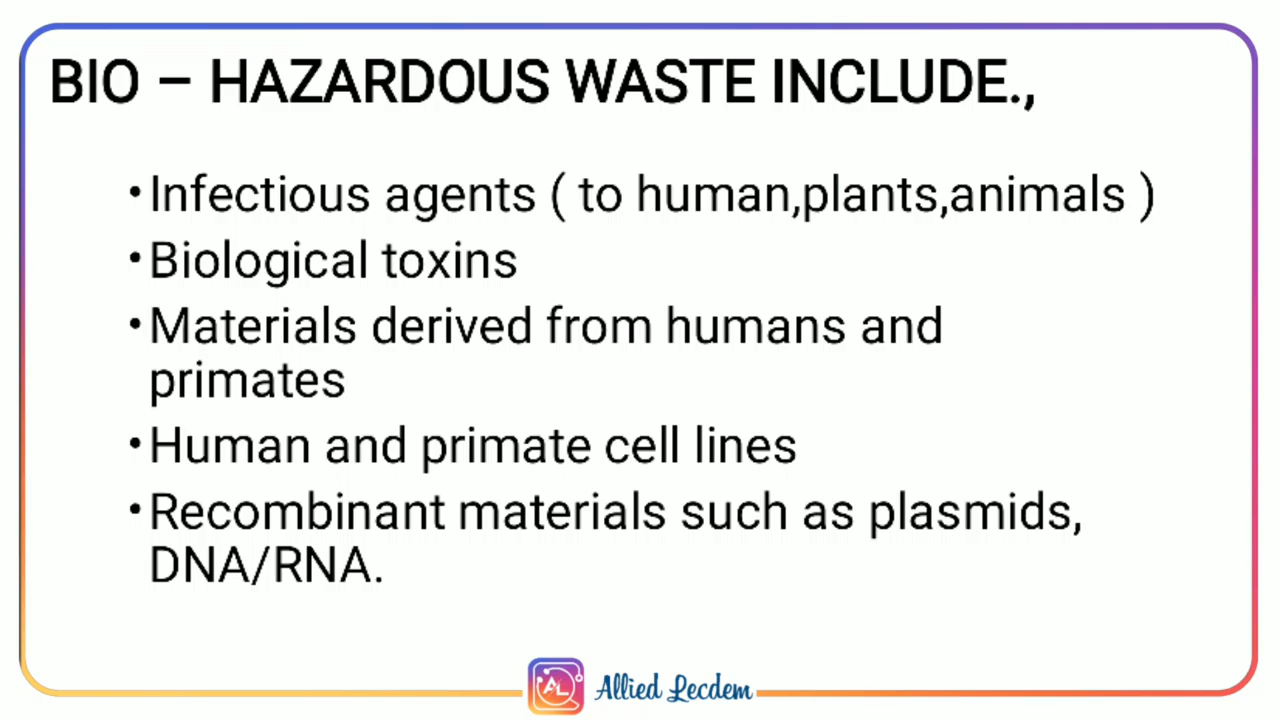 BIO – HAZARDOUS WASTE INCLUDE.,
•Infectious agents ( to human,plants,animals )
•Biological toxins
•Materials derived from humans and
primates
•Human and primate cell lines
•Recombinant materials such as plasmids,
DNA/RNA.
AL Allied Lecdem